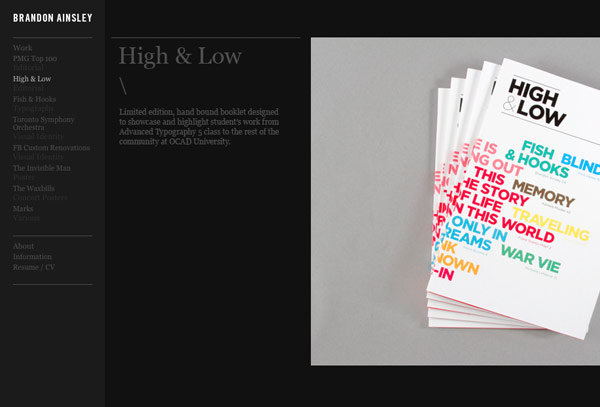 BRANDON AINSLEY
Work
PMG Top 100
Editorial
High & Low
Editorial
Fish & Hooks
Typography
Toronto Symphony
Orchestra
Visual Identity
FB Custom Renovations
Visual Identity
The Invisible Man
Poster
The Waxbills
Concert Posters
Marks
Various
About
Information
Resume / CV
High & Low
\
Limited edition, hand bound booklet designed
to showcase and highlight student's work from
Advanced Typography 5 class to the rest of the
community at OCAD University.
HIGH
& LOW
FISH
& HOOKS
BLIND
E IS
NG OUT
THIS
MEMORY
THE STORY
OF LIFE
TRAVELING
IN THIS WORLD
ONLY IN
REAMS
WAR VIE
NK
NOWN
-IN